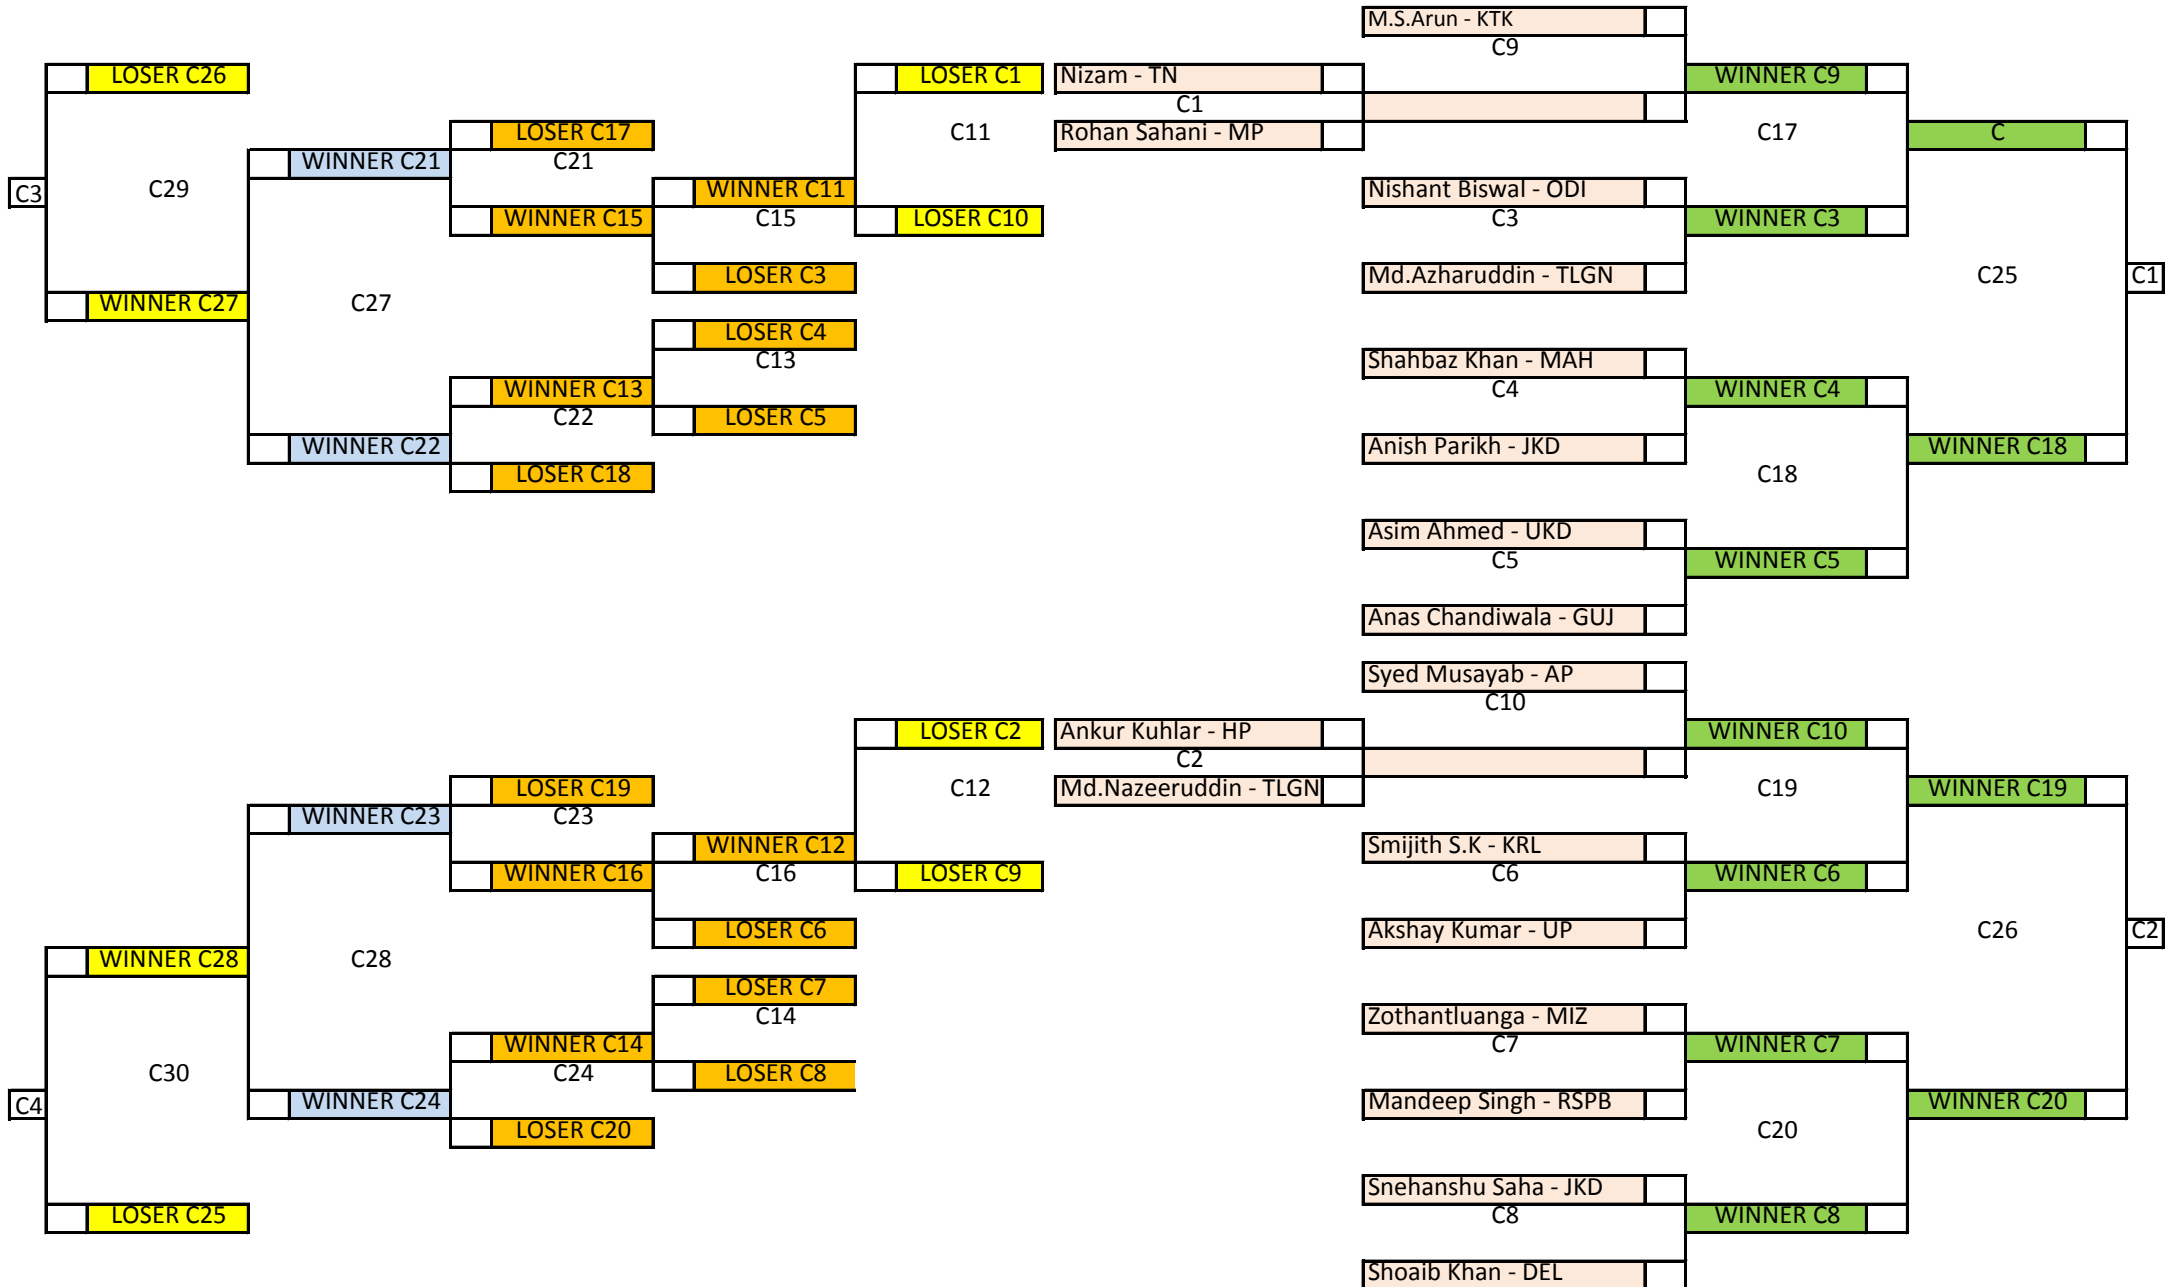 M.S.Arun - KTK
C9
LOSER C26
LOSER C1
Nizam - TN
WINNER C9
C1
LOSER C17
C11
Rohan Sahani - MP
C17
C
WINNER C21
C21
C3
C29
WINNER C11
Nishant Biswal - ODI
WINNER C15
C15
LOSER C10
C3
WINNER C3
LOSER C3
Md.Azharuddin - TLGN
C25
C1
WINNER C27
C27
LOSER C4
C13
Shahbaz Khan - MAH
WINNER C13
C4
WINNER C4
C22
LOSER C5
WINNER C22
Anish Parikh - JKD
WINNER C18
LOSER C18
C18
Asim Ahmed - UKD
C5
WINNER C5
Anas Chandiwala - GUJ
Syed Musayab - AP
C10
LOSER C2
Ankur Kuhlar - HP
WINNER C10
C2
LOSER C19
C12
Md.Nazeeruddin - TLGN
C19
WINNER C19
WINNER C23
C23
WINNER C12
Smijith S.K - KRL
WINNER C16
C16
LOSER C9
C6
WINNER C6
LOSER C6
Akshay Kumar - UP
C26
C2
WINNER C28
C28
LOSER C7
C14
Zothantluanga - MIZ
WINNER C14
C7
WINNER C7
C30
C24
LOSER C8
C4
WINNER C24
Mandeep Singh - RSPB
WINNER C20
LOSER C20
C20
Snehanshu Saha - JKD
LOSER C25
C8
WINNER C8
Shoaib Khan - DEL